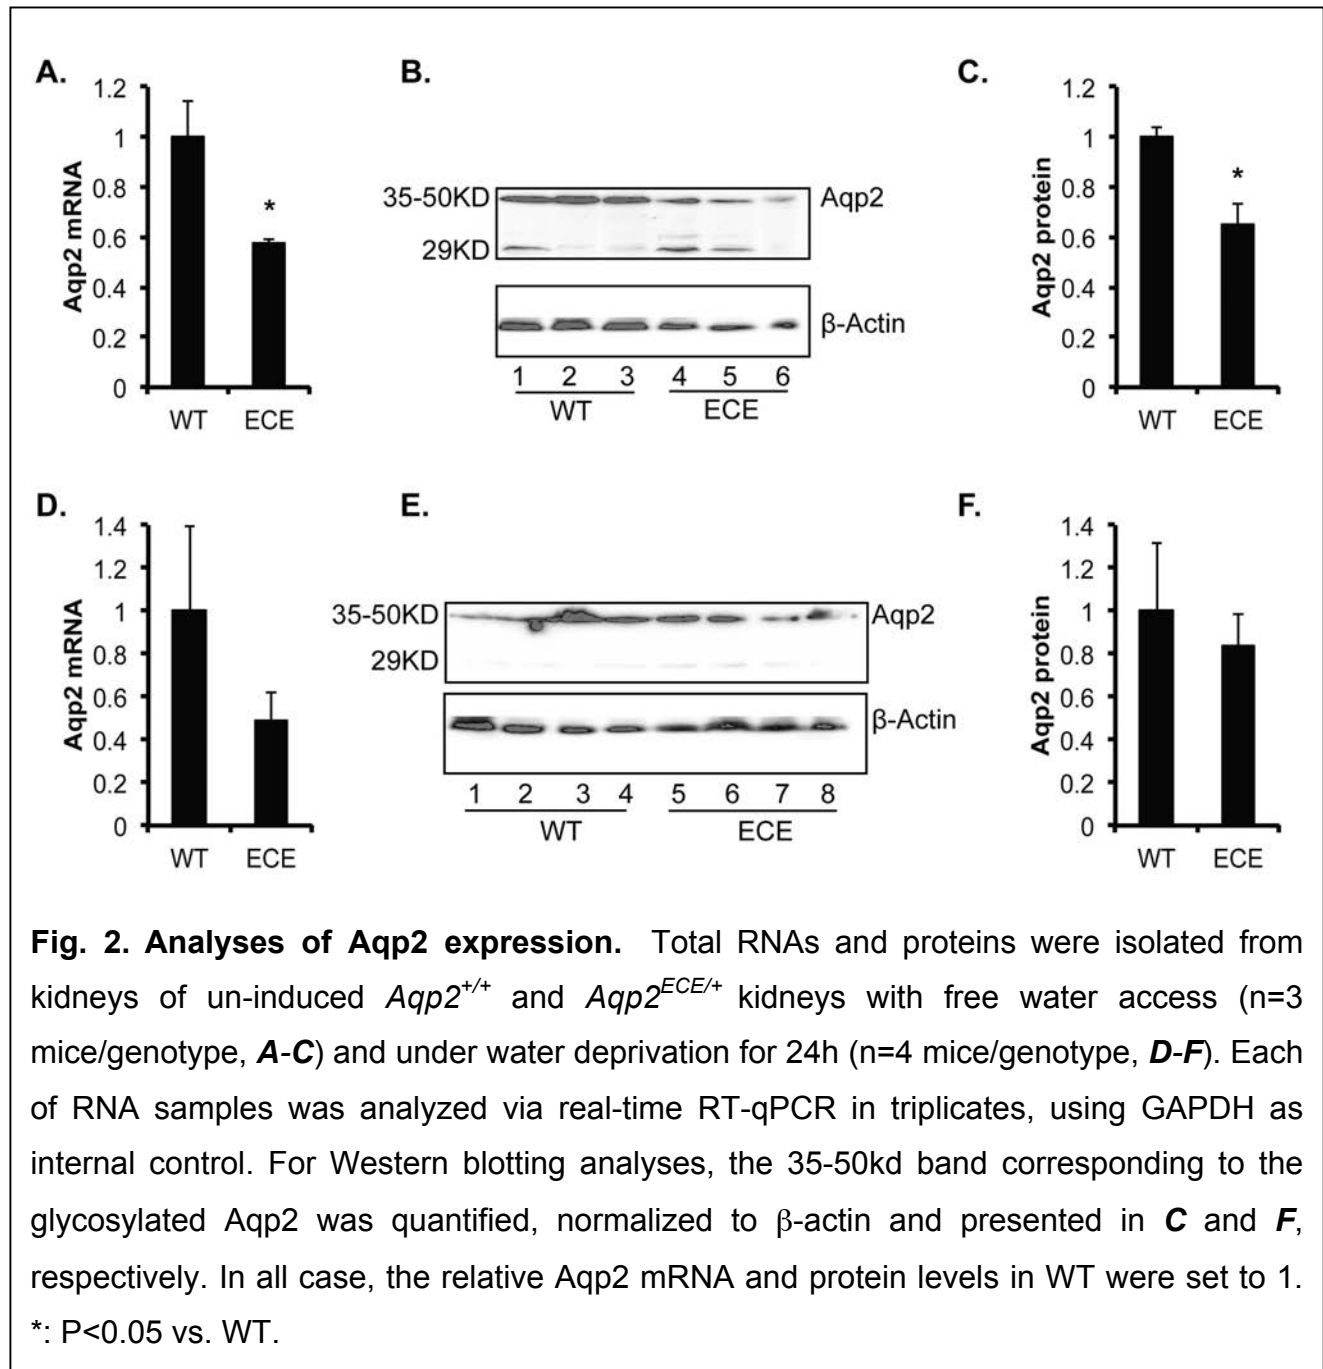 A.
1.2
1
0.8
0.6
0.4
0.2
0
Aqp2 mRNA
*
WT ECE
B.
35-50KD
29KD
Aqp2
β-Actin
1 2 3 4 5 6
WT ECE
C.
1.2
1
0.8
0.6
0.4
0.2
0
Aqp2 protein
*
WT ECE
D.
1.4
1.2
1
0.8
0.6
0.4
0.2
0
Aqp2 mRNA
WT ECE
E.
35-50KD
29KD
Aqp2
β-Actin
1 2 3 4 5 6 7 8
WT ECE
F.
1.4
1.2
1
0.8
0.6
0.4
0.2
0
Aqp2 protein
WT ECE
Fig. 2. Analyses of Aqp2 expression. Total RNAs and proteins were isolated from
kidneys of un-induced Aqp2+/+ and Aqp2ECE/+ kidneys with free water access (n=3
mice/genotype, A-C) and under water deprivation for 24h (n=4 mice/genotype, D-F). Each
of RNA samples was analyzed via real-time RT-qPCR in triplicates, using GAPDH as
internal control. For Western blotting analyses, the 35-50kd band corresponding to the
glycosylated Aqp2 was quantified, normalized to β-actin and presented in C and F,
respectively. In all case, the relative Aqp2 mRNA and protein levels in WT were set to 1.
*: P<0.05 vs. WT.